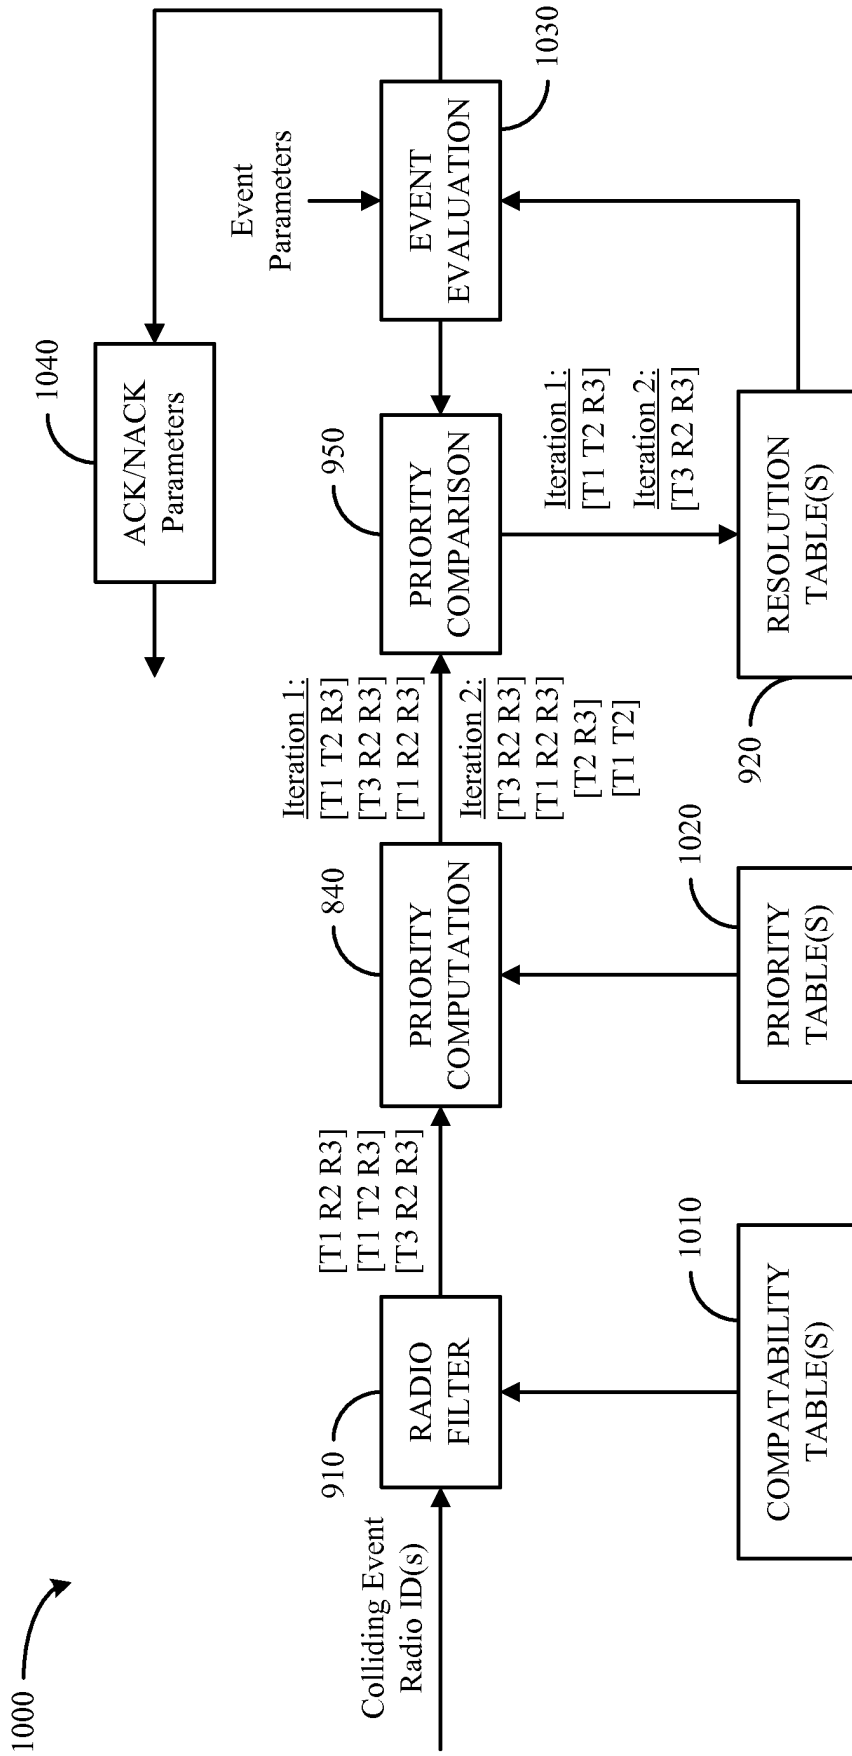 1000
Colliding Event
Radio ID(s)
910
RADIO
FILTER
COMPATABILITY
TABLE(S)
1010
[T1 R2 R3]
[T1 T2 R3]
[T3 R2 R3]
840
PRIORITY
COMPUTATION
PRIORITY
TABLE(S)
1020
Iteration 1:
[T1 T2 R3]
[T3 R2 R3]
[T1 R2 R3]
Iteration 2:
[T3 R2 R3]
[T1 R2 R3]
[T2 R3]
[T1 T2]
950
PRIORITY
COMPARISON
Iteration 1:
[T1 T2 R3]
Iteration 2:
[T3 R2 R3]
RESOLUTION
TABLE(S)
920
Event
Parameters
EVENT
EVALUATION
1030
1040
ACK/NACK
Parameters